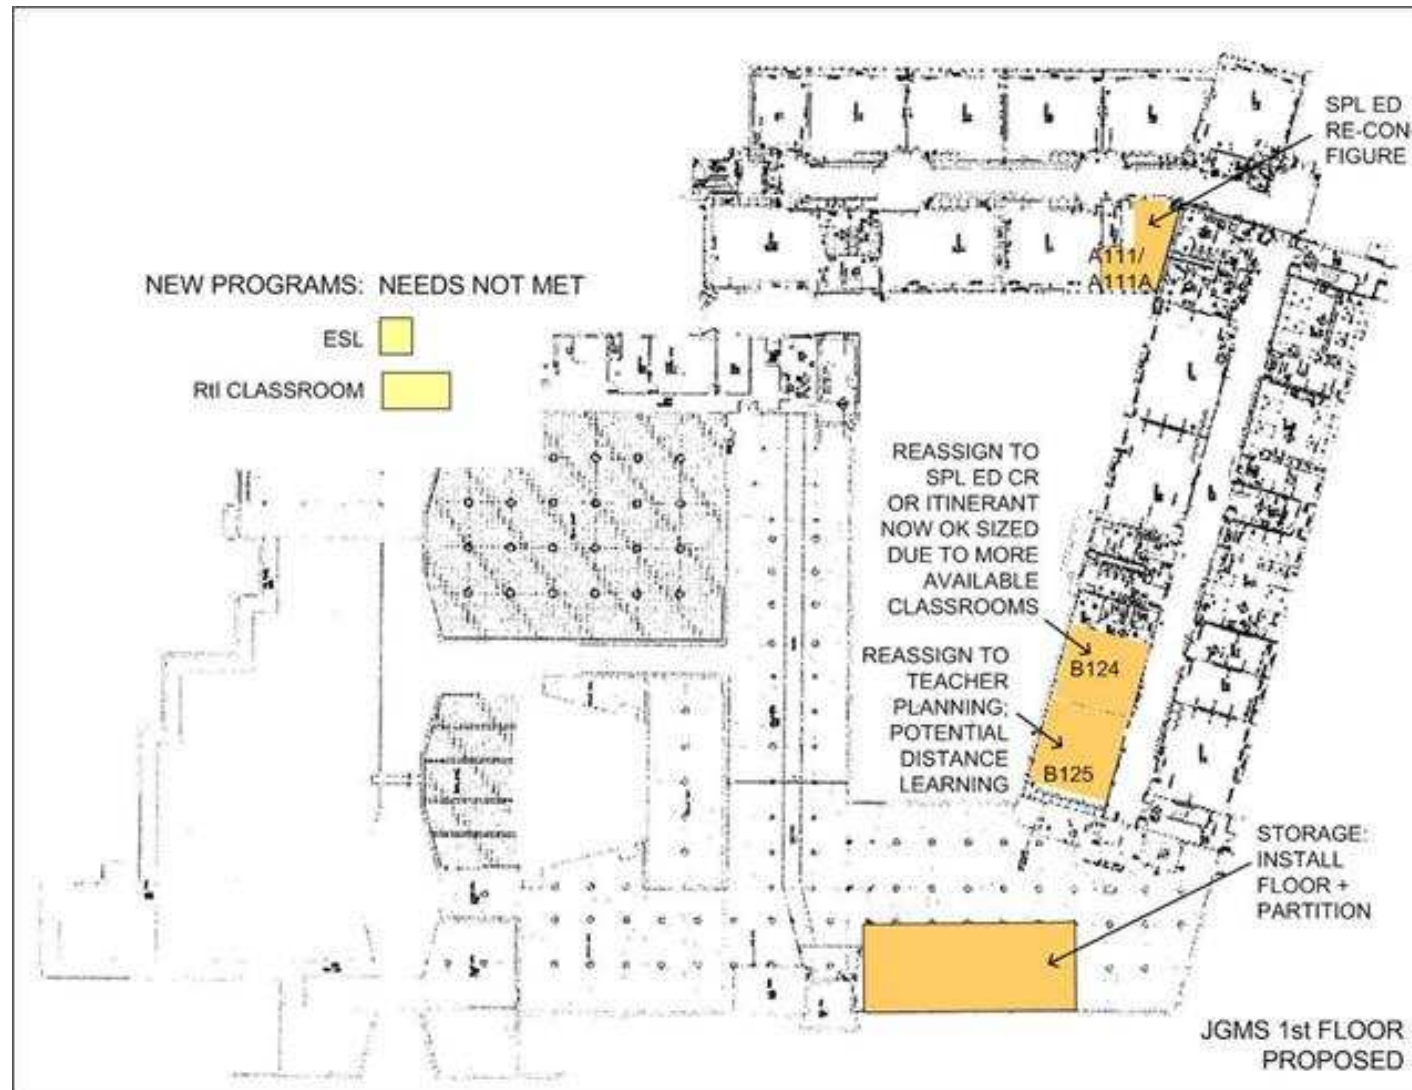 SPL ED
RE-CON
FIGURE
A111/
A111A
NEW PROGRAMS: NEEDS NOT MET
ESL
RtI CLASSROOM
REASSIGN TO
SPL ED CR
OR ITINERANT
NOW OK SIZED
DUE TO MORE
AVAILABLE
CLASSROOMS
B124
REASSIGN TO
TEACHER
PLANNING;
POTENTIAL
DISTANCE
LEARNING
B125
STORAGE:
INSTALL
FLOOR +
PARTITION
JGMS 1st FLOOR
PROPOSED